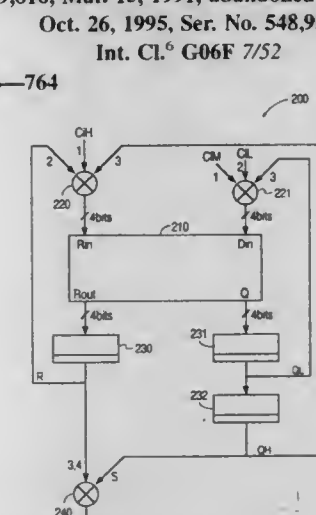 Oct. 26, 1995, Ser. No. 548,9
Int. Cl.⁶ G06F 7/52
—764
200
CiH
2 1 3
220
CiM CiL
1 2 3
221
4bits 4bits
210
Rin Din
Rout Q
4bits 4bits
230 231
R QL
232
3,4 S QH
240